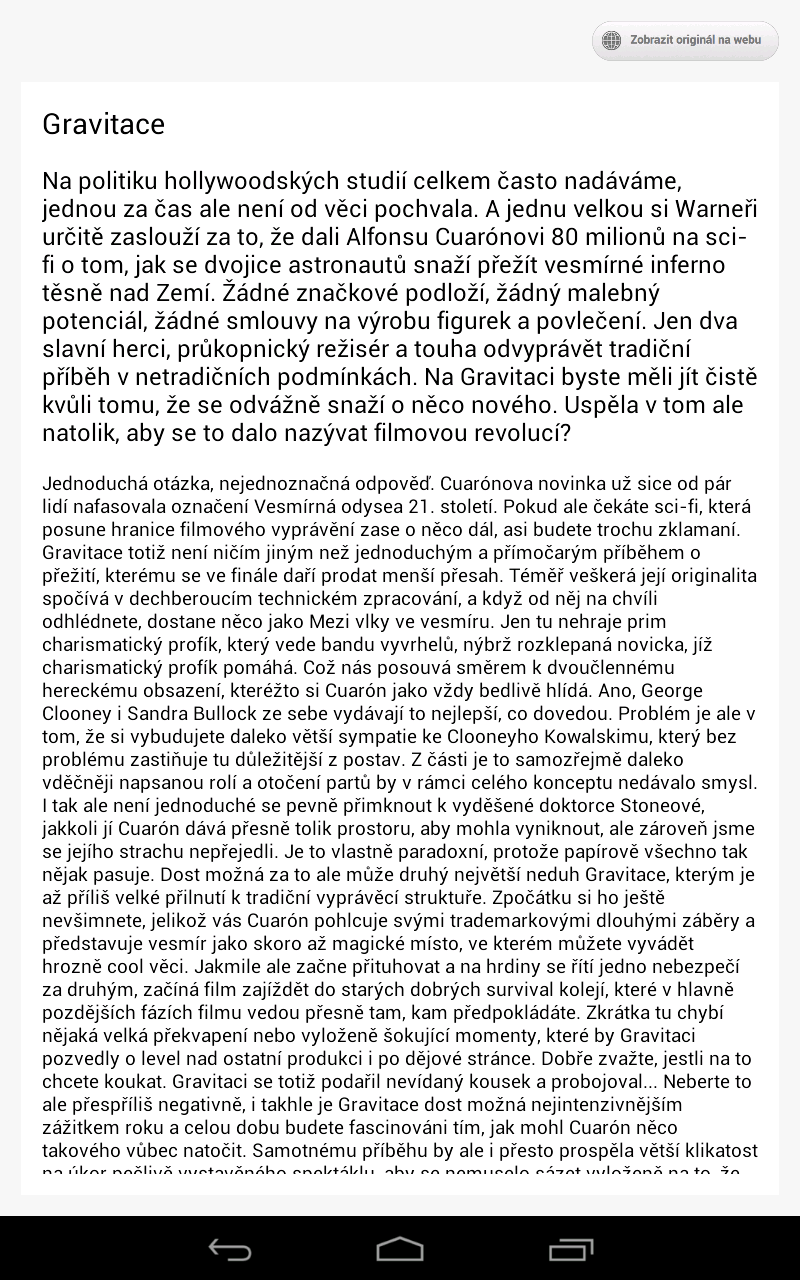 Zobrazit originál na webu
Gravitace
Na politiku hollywoodských studií celkem často nadáváme,
jednou za čas ale není od věci pochvala. A jednu velkou si Warneři
určitě zaslouží za to, že dali Alfonsu Cuarónovi 80 milionů na sci-
fi o tom, jak se dvojice astronautů snaží přežít vesmírné inferno
těsně nad Zemí. Žádné značkové podloží, žádný malebný
potenciál, žádné smlouvy na výrobu figurek a povlečení. Jen dva
slavní herci, průkopnický režisér a touha odvyprávět tradiční
příběh v netradičních podmínkách. Na Gravitaci byste měli jít čistě
kvůli tomu, že se odvážně snaží o něco nového. Uspěla v tom ale
natolik, aby se to dalo nazývat filmovou revolucí?
Jednoduchá otázka, nejednoznačná odpověď. Cuarónova novinka už sice od pár
lidí nafasovala označení Vesmírná odysea 21. století. Pokud ale čekáte sci-fi, která
posune hranice filmového vyprávění zase o něco dál, asi budete trochu zklamaní.
Gravitace totiž není ničím jiným než jednoduchým a přímočarým příběhem o
přežití, kterému se ve finále daří prodat menší přesah. Téměř veškerá její originalita
spočívá v dechberoucím technickém zpracování, a když od něj na chvíli
odhlédnete, dostane něco jako Mezi vlky ve vesmíru. Jen tu nehraje prim
charismatický profík, který vede bandu vyvrhelů, nýbrž rozklepaná novicka, jíž
charismatický profík pomáhá. Což nás posouvá směrem k dvoučlennému
hereckému obsazení, kteréžto si Cuarón jako vždy bedlivě hlídá. Ano, George
Clooney i Sandra Bullock ze sebe vydávají to nejlepší, co dovedou. Problém je ale v
tom, že si vybudujete daleko větší sympatie ke Clooneyho Kowalskimu, který bez
problému zastiňuje tu důležitější z postav. Z části je to samozřejmě daleko
vděčněji napsanou rolí a otočení partů by v rámci celého konceptu nedávalo smysl.
I tak ale není jednoduché se pevně přimknout k vyděšené doktorce Stoneové,
jakkoli jí Cuarón dává přesně tolik prostoru, aby mohla vyniknout, ale zároveň jsme
se jejího strachu nepřejedli. Je to vlastně paradoxní, protože papírově všechno tak
nějak pasuje. Dost možná za to ale může druhý největší neduh Gravitace, kterým je
až příliš velké přilnutí k tradiční vyprávěcí struktuře. Zpočátku si ho ještě
nevšimnete, jelikož vás Cuarón pohlcuje svými trademarkovými dlouhými záběry a
představuje vesmír jako skoro až magické místo, ve kterém můžete vyvádět
hrozně cool věci. Jakmile ale začne přituhovat a na hrdiny se řítí jedno nebezpečí
za druhým, začíná film zajíždět do starých dobrých survival kolejí, které v hlavně
pozdějších fázích filmu vedou přesně tam, kam předpokládáte. Zkrátka tu chybí
nějaká velká překvapení nebo vyloženě šokující momenty, které by Gravitaci
pozvedly o level nad ostatní produkci i po dějové stránce. Dobře zvažte, jestli na to
chcete koukat. Gravitaci se totiž podařil nevídaný kousek a probojoval... Neberte to
ale přespříliš negativně, i takhle je Gravitace dost možná nejintenzivnějším
zážitkem roku a celou dobu budete fascinováni tím, jak mohl Cuarón něco
takového vůbec natočit. Samotnému příběhu by ale i přesto prospěla větší klikatost
na úkor pečlivě vystavěného spektáklu, aby se nemuselo sázet vyloženě na to, že